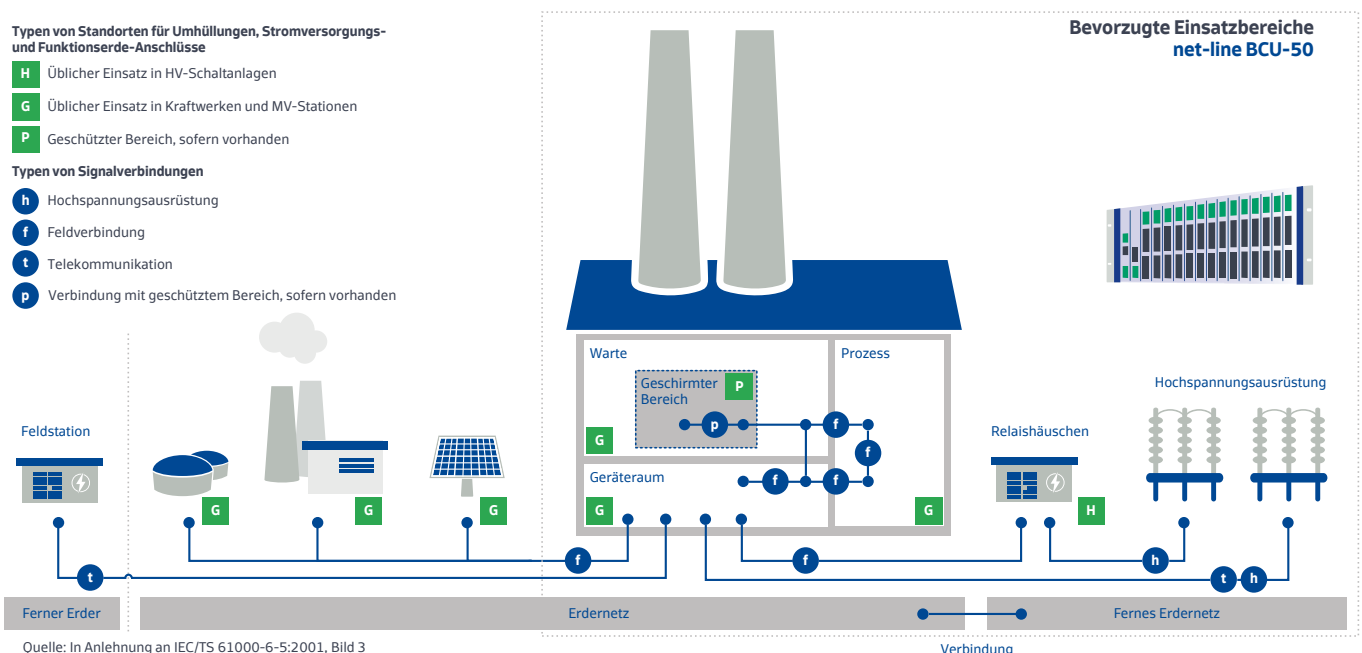 Typen von Standorten für Umhüllungen, Stromversorgungs-
und Funktionserde-Anschlüsse
H Üblicher Einsatz in HV-Schaltanlagen
G Üblicher Einsatz in Kraftwerken und MV-Stationen
P Geschützter Bereich, sofern vorhanden
Typen von Signalverbindungen
h Hochspannungsausrüstung
f Feldverbindung
t Telekommunikation
p Verbindung mit geschütztem Bereich, sofern vorhanden
Bevorzugte Einsatzbereiche
net-line BCU-50
Warte
Prozess
Geschirmter
Bereich
P
p
f
f
G
Geräteraum
f
f
G
G
Feldstation
G
G
G
Relaishäuschen
H
Hochspannungsausrüstung
f
f
h
t
t
h
Ferner Erder
Erdernetz
Fernes Erdernetz
Verbindung
Quelle: In Anlehnung an IEC/TS 61000-6-5:2001, Bild 3